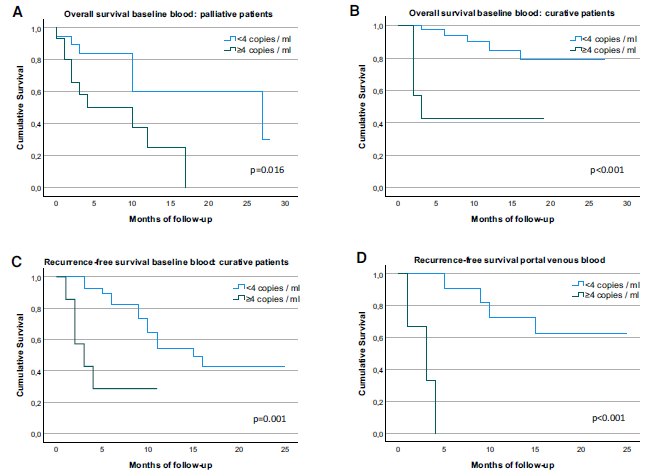 A
Overall survival baseline blood: palliative patients
<4 copies / ml
≥4 copies / ml
Cumulative Survival
1,0
0,8
0,6
0,4
0,2
0,0
p=0.016
0 5 10 15 20 25 30
Months of follow-up
B
Overall survival baseline blood: curative patients
<4 copies / ml
≥4 copies / ml
Cumulative Survival
1,0
0,8
0,6
0,4
0,2
0,0
p<0.001
0 5 10 15 20 25 30
Months of follow-up
C
Recurrence-free survival baseline blood: curative patients
<4 copies / ml
≥4 copies / ml
Cumulative Survival
1,0
0,8
0,6
0,4
0,2
0,0
p=0.001
0 5 10 15 20 25
Months of follow-up
D
Recurrence-free survival portal venous blood
<4 copies / ml
≥4 copies / ml
Cumulative Survival
1,0
0,8
0,6
0,4
0,2
0,0
p<0.001
0 5 10 15 20 25
Months of follow-up